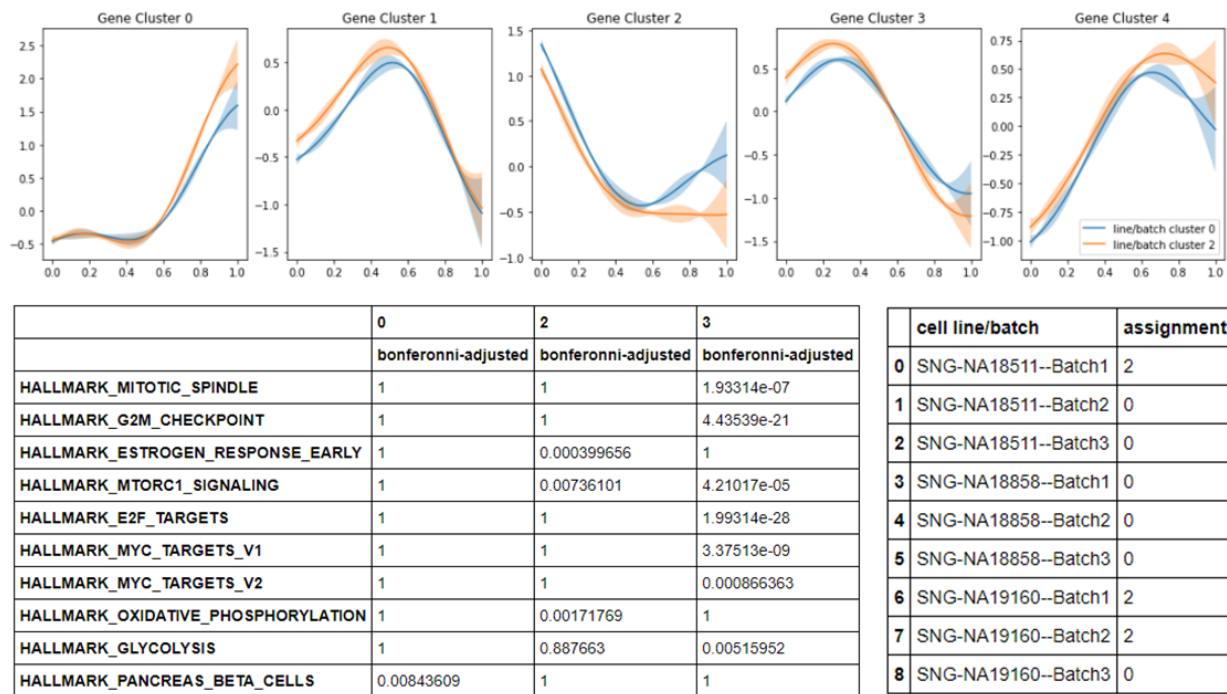 Gene Cluster 0
2.5
2.0
1.5
1.0
0.5
0.0
−0.5
0.0 0.2 0.4 0.6 0.8 1.0
Gene Cluster 1
0.5
0.0
−0.5
−1.0
−1.5
0.0 0.2 0.4 0.6 0.8 1.0
Gene Cluster 2
1.5
1.0
0.5
0.0
−0.5
−1.0
0.0 0.2 0.4 0.6 0.8 1.0
Gene Cluster 3
0.5
0.0
−0.5
−1.0
−1.5
0.0 0.2 0.4 0.6 0.8 1.0
Gene Cluster 4
0.75
0.50
0.25
0.00
−0.25
−0.50
−0.75
−1.00
0.0 0.2 0.4 0.6 0.8 1.0
line/batch cluster 0
line/batch cluster 2
0 2 3
bonferonni-adjusted bonferonni-adjusted bonferonni-adjusted
HALLMARK_MITOTIC_SPINDLE 1 1 1.93314e-07
HALLMARK_G2M_CHECKPOINT 1 1 4.43539e-21
HALLMARK_ESTROGEN_RESPONSE_EARLY 1 0.000399656 1
HALLMARK_MTORC1_SIGNALING 1 0.00736101 4.21017e-05
HALLMARK_E2F_TARGETS 1 1 1.99314e-28
HALLMARK_MYC_TARGETS_V1 1 1 3.37513e-09
HALLMARK_MYC_TARGETS_V2 1 1 0.000866363
HALLMARK_OXIDATIVE_PHOSPHORYLATION 1 0.00171769 1
HALLMARK_GLYCOLYSIS 1 0.887663 0.00515952
HALLMARK_PANCREAS_BETA_CELLS 0.00843609 1 1
cell line/batch assignment
0 SNG-NA18511--Batch1 2
1 SNG-NA18511--Batch2 0
2 SNG-NA18511--Batch3 0
3 SNG-NA18858--Batch1 0
4 SNG-NA18858--Batch2 0
5 SNG-NA18858--Batch3 0
6 SNG-NA19160--Batch1 2
7 SNG-NA19160--Batch2 2
8 SNG-NA19160--Batch3 0